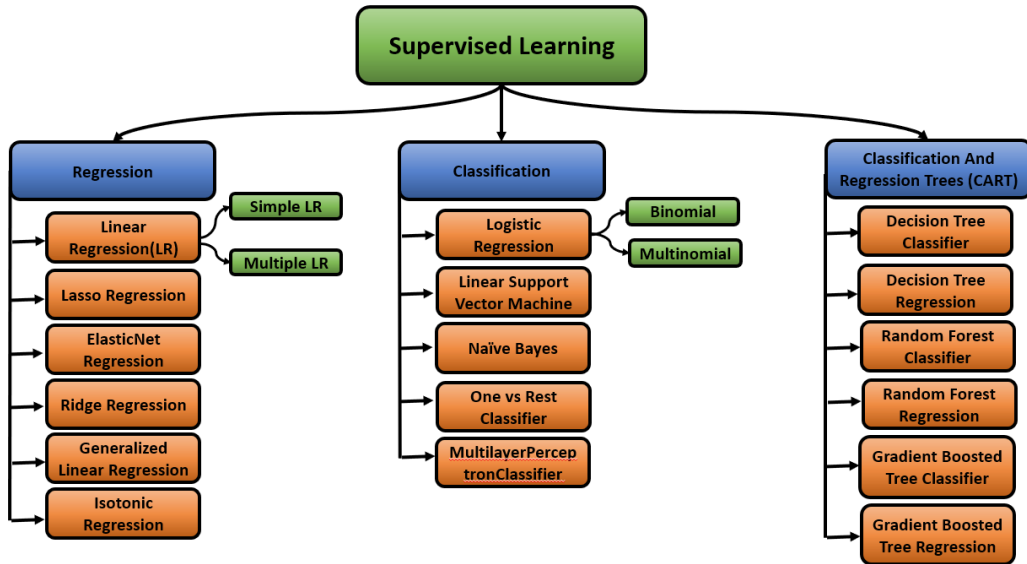 Supervised Learning
Regression
Linear
Regression(LR)
Simple LR
Multiple LR
Lasso Regression
ElasticNet
Regression
Ridge Regression
Generalized
Linear Regression
Isotonic
Regression
Classification
Logistic
Regression
Binomial
Multinomial
Linear Support
Vector Machine
Naïve Bayes
One vs Rest
Classifier
MultilayerPercep
tronClassifier
Classification And
Regression Trees (CART)
Decision Tree
Classifier
Decision Tree
Regression
Random Forest
Classifier
Random Forest
Regression
Gradient Boosted
Tree Classifier
Gradient Boosted
Tree Regression